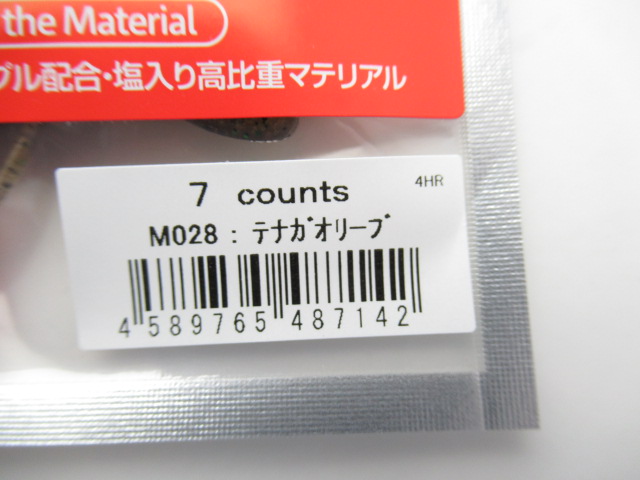 the Material
プル配合・塩入り高比重マテリアル
7 counts
4HR
M028 : ﾃﾅｶﾞｵﾘｰﾌﾞ
4 589765 487142